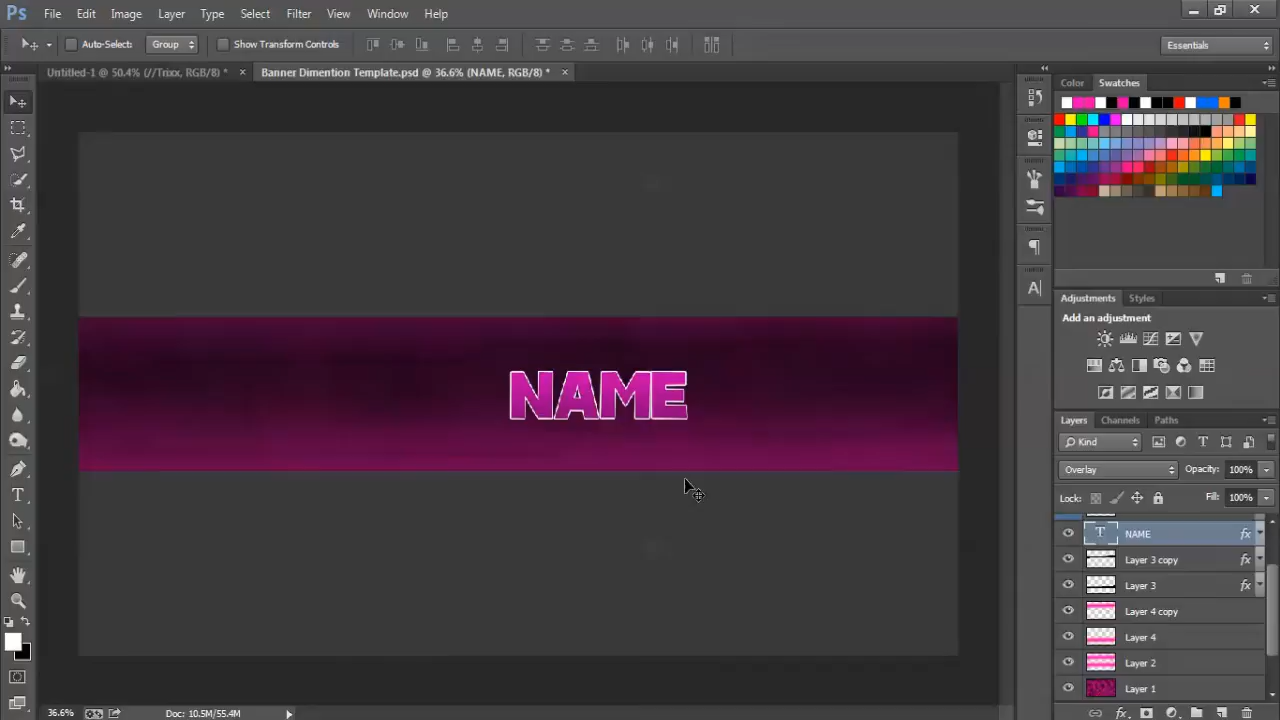 Ps File Edit Image Layer Type Select Filter View Window Help
Auto-Select: Group Show Transform Controls Essentials
Untitled-1 @ 50.4% (//Trixx, RGB/8) * × Banner Dimention Template.psd @ 36.6% (NAME, RGB/8) * ×
Color Swatches
NAME
Adjustments Styles
Add an adjustment
Layers Channels Paths
Kind
Overlay Opacity: 100%
Lock: Fill: 100%
NAME fx
Layer 3 copy fx
Layer 3 fx
Layer 4 copy
Layer 4
Layer 2
Layer 1
36.6% Doc: 10.5M/55.4M